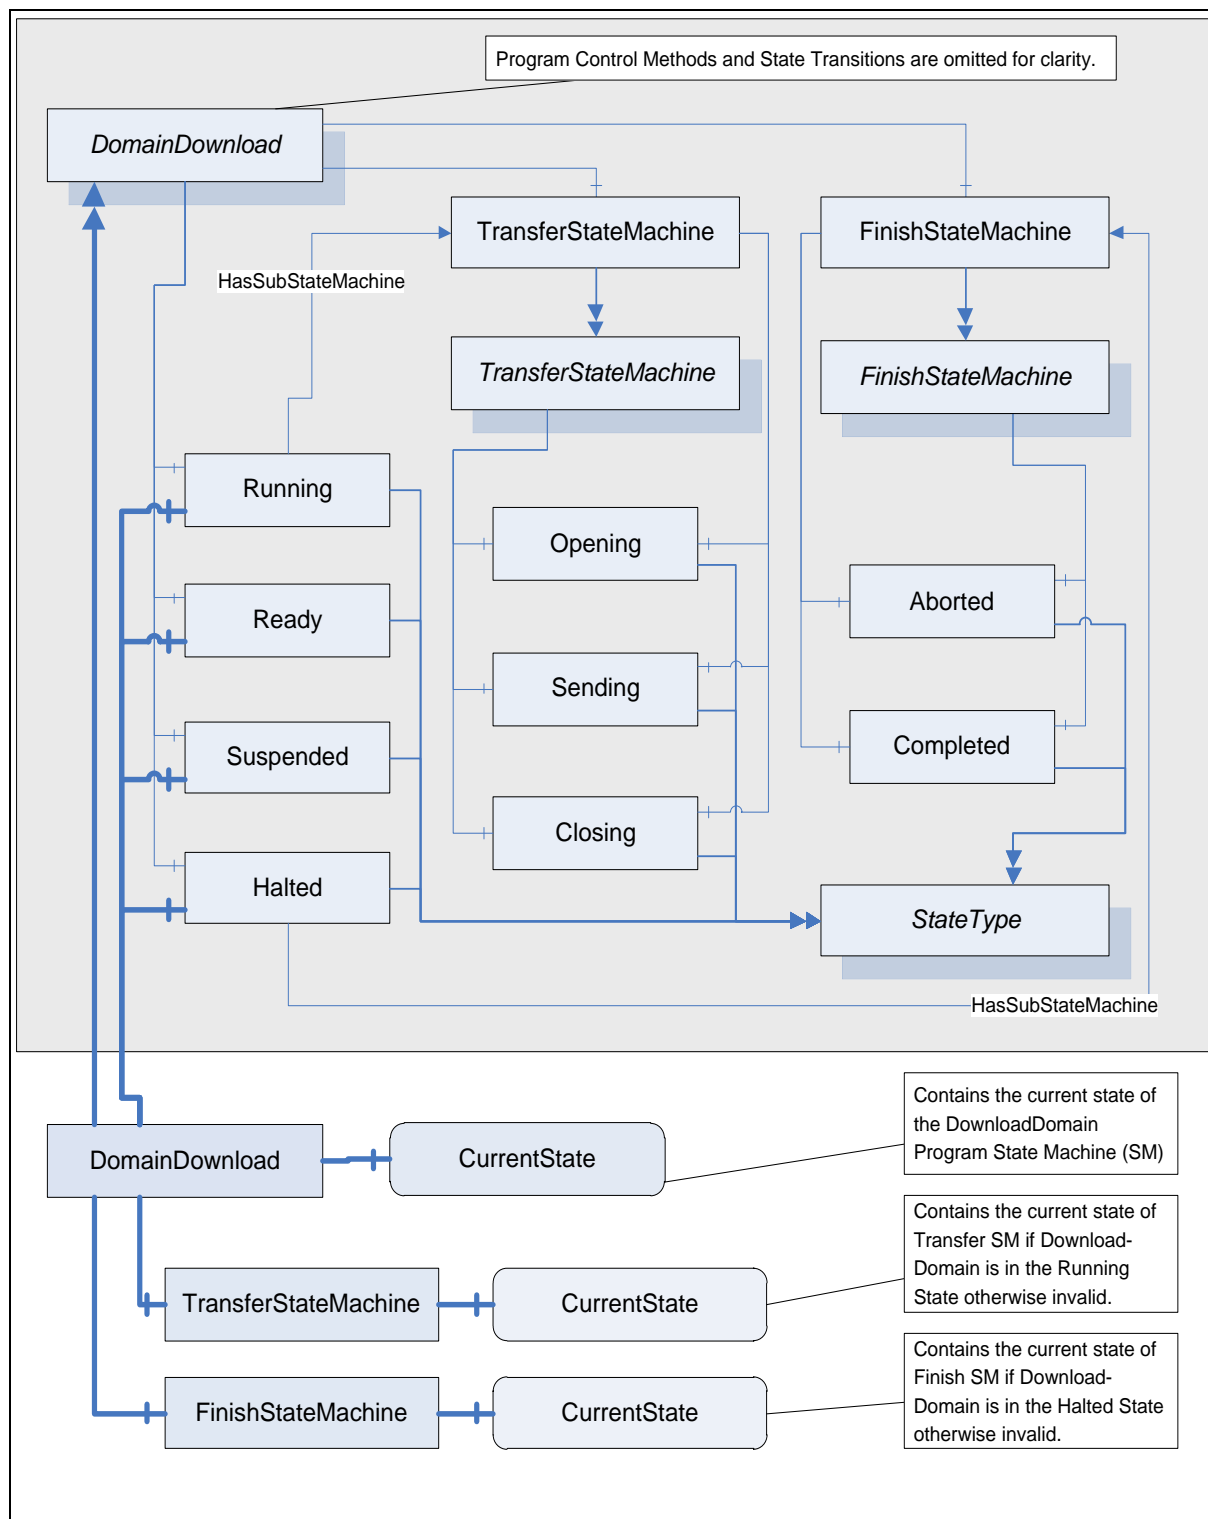 Program Control Methods and State Transitions are omitted for clarity.
DomainDownload
TransferStateMachine
FinishStateMachine
HasSubStateMachine
TransferStateMachine
FinishStateMachine
Running
Opening
Aborted
Ready
Sending
Completed
Suspended
Closing
Halted
StateType
HasSubStateMachine
Contains the current state of
the DownloadDomain
Program State Machine (SM)
DomainDownload
CurrentState
Contains the current state of
Transfer SM if Download-
Domain is in the Running
State otherwise invalid.
TransferStateMachine
CurrentState
Contains the current state of
Finish SM if Download-
Domain is in the Halted State
otherwise invalid.
FinishStateMachine
CurrentState